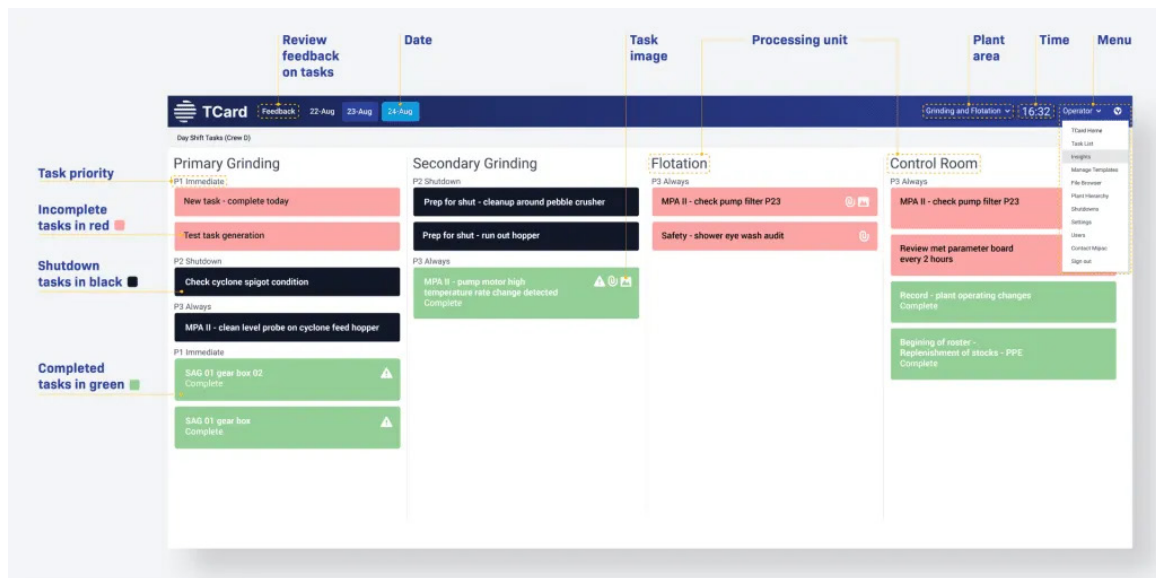 Review
feedback
on tasks
Date
Task
image
Processing unit
Plant
area
Time
Menu
TCard
Feedback
22-Aug
23-Aug
24-Aug
Grinding and Flotation
16:32
Operator
Day Shift Tasks (Crew D)
TCard Home
Task List
Insights
Manage Templates
File Browser
Plant Hierarchy
Shutdowns
Settings
Users
Contact Mipac
Sign out
Task priority
Incomplete
tasks in red
Shutdown
tasks in black
Completed
tasks in green
Primary Grinding
P1 Immediate
New task - complete today
Test task generation
P2 Shutdown
Check cyclone spigot condition
P3 Always
MPA II - clean level probe on cyclone feed hopper
P1 Immediate
SAG 01 gear box 02
Complete
SAG 01 gear box
Complete
Secondary Grinding
P2 Shutdown
Prep for shut - cleanup around pebble crusher
Prep for shut - run out hopper
P3 Always
MPA II - pump motor high
temperature rate change detected
Complete
Flotation
P3 Always
MPA II - check pump filter P23
Safety - shower eye wash audit
Control Room
P3 Always
MPA II - check pump filter P23
Review met parameter board
every 2 hours
Record - plant operating changes
Complete
Begining of roster -
Replenishment of stocks - PPE
Complete